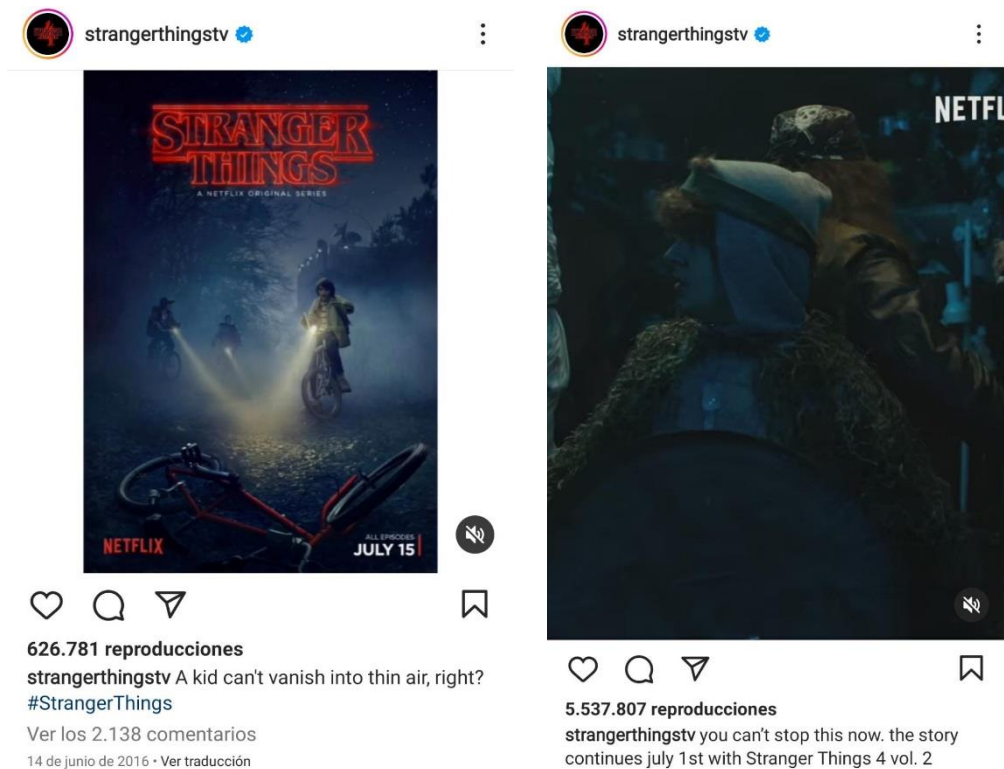 strangerthingstv
STRANGER
THINGS
A NETFLIX ORIGINAL SERIES
NETFLIX
ALL EPISODES
JULY 15
626.781 reproducciones
strangerthingstv A kid can't vanish into thin air, right?
#StrangerThings
Ver los 2.138 comentarios
14 de junio de 2016 • Ver traducción
strangerthingstv
NETFL
5.537.807 reproducciones
strangerthingstv you can't stop this now. the story
continues july 1st with Stranger Things 4 vol. 2